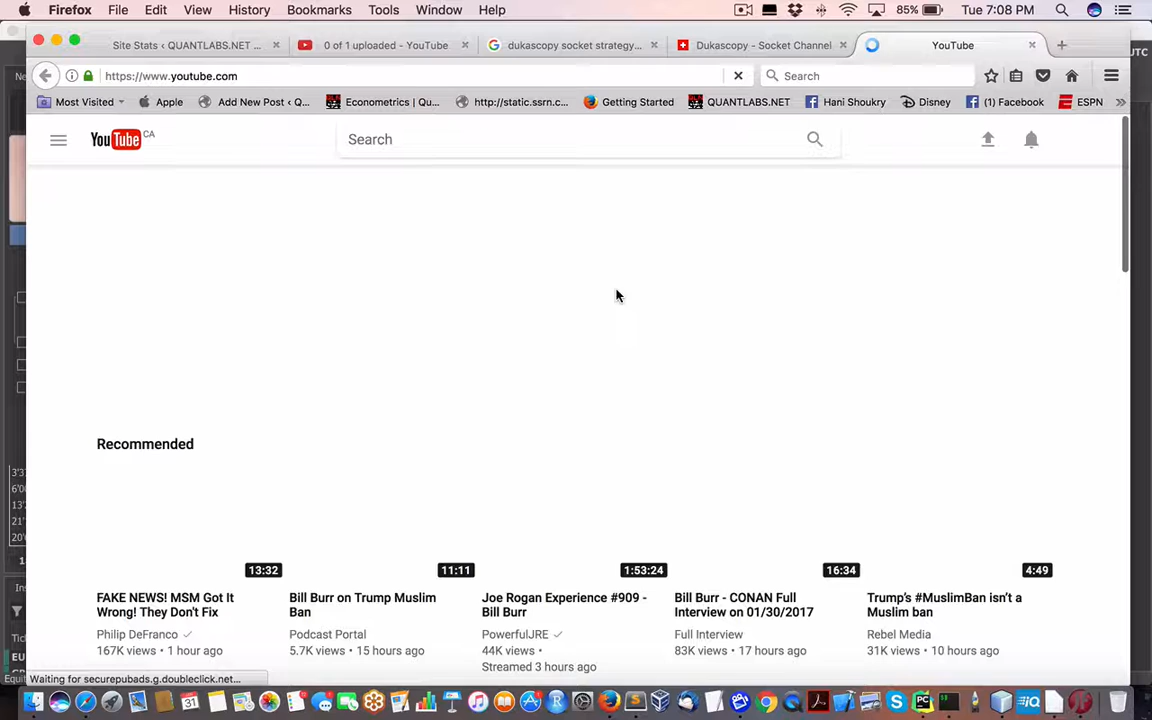 Firefox File Edit View History Bookmarks Tools Window Help 85% Tue 7:08 PM
Site Stats ‹ QUANTLABS.NET ... 0 of 1 uploaded - YouTube dukascopy socket strategy... Dukascopy - Socket Channel YouTube
https://www.youtube.com Search
Most Visited Apple Add New Post ‹ Q... Econometrics | Qu... http://static.ssrn.c... Getting Started QUANTLABS.NET Hani Shoukry Disney (1) Facebook ESPN
YouTube CA Search
Recommended
13:32 11:11 1:53:24 16:34 4:49
FAKE NEWS! MSM Got It Wrong! They Don't Fix
Philip DeFranco
167K views • 1 hour ago
Bill Burr on Trump Muslim Ban
Podcast Portal
5.7K views • 15 hours ago
Joe Rogan Experience #909 - Bill Burr
PowerfulJRE
44K views •
Streamed 3 hours ago
Bill Burr - CONAN Full Interview on 01/30/2017
Full Interview
83K views • 17 hours ago
Trump's #MuslimBan isn't a Muslim ban
Rebel Media
31K views • 10 hours ago
Waiting for securepubads.g.doubleclick.net...